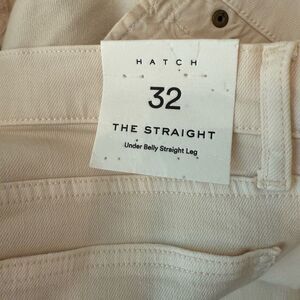 HATCH
32
THE STRAIGHT
Under Belly Straight Leg